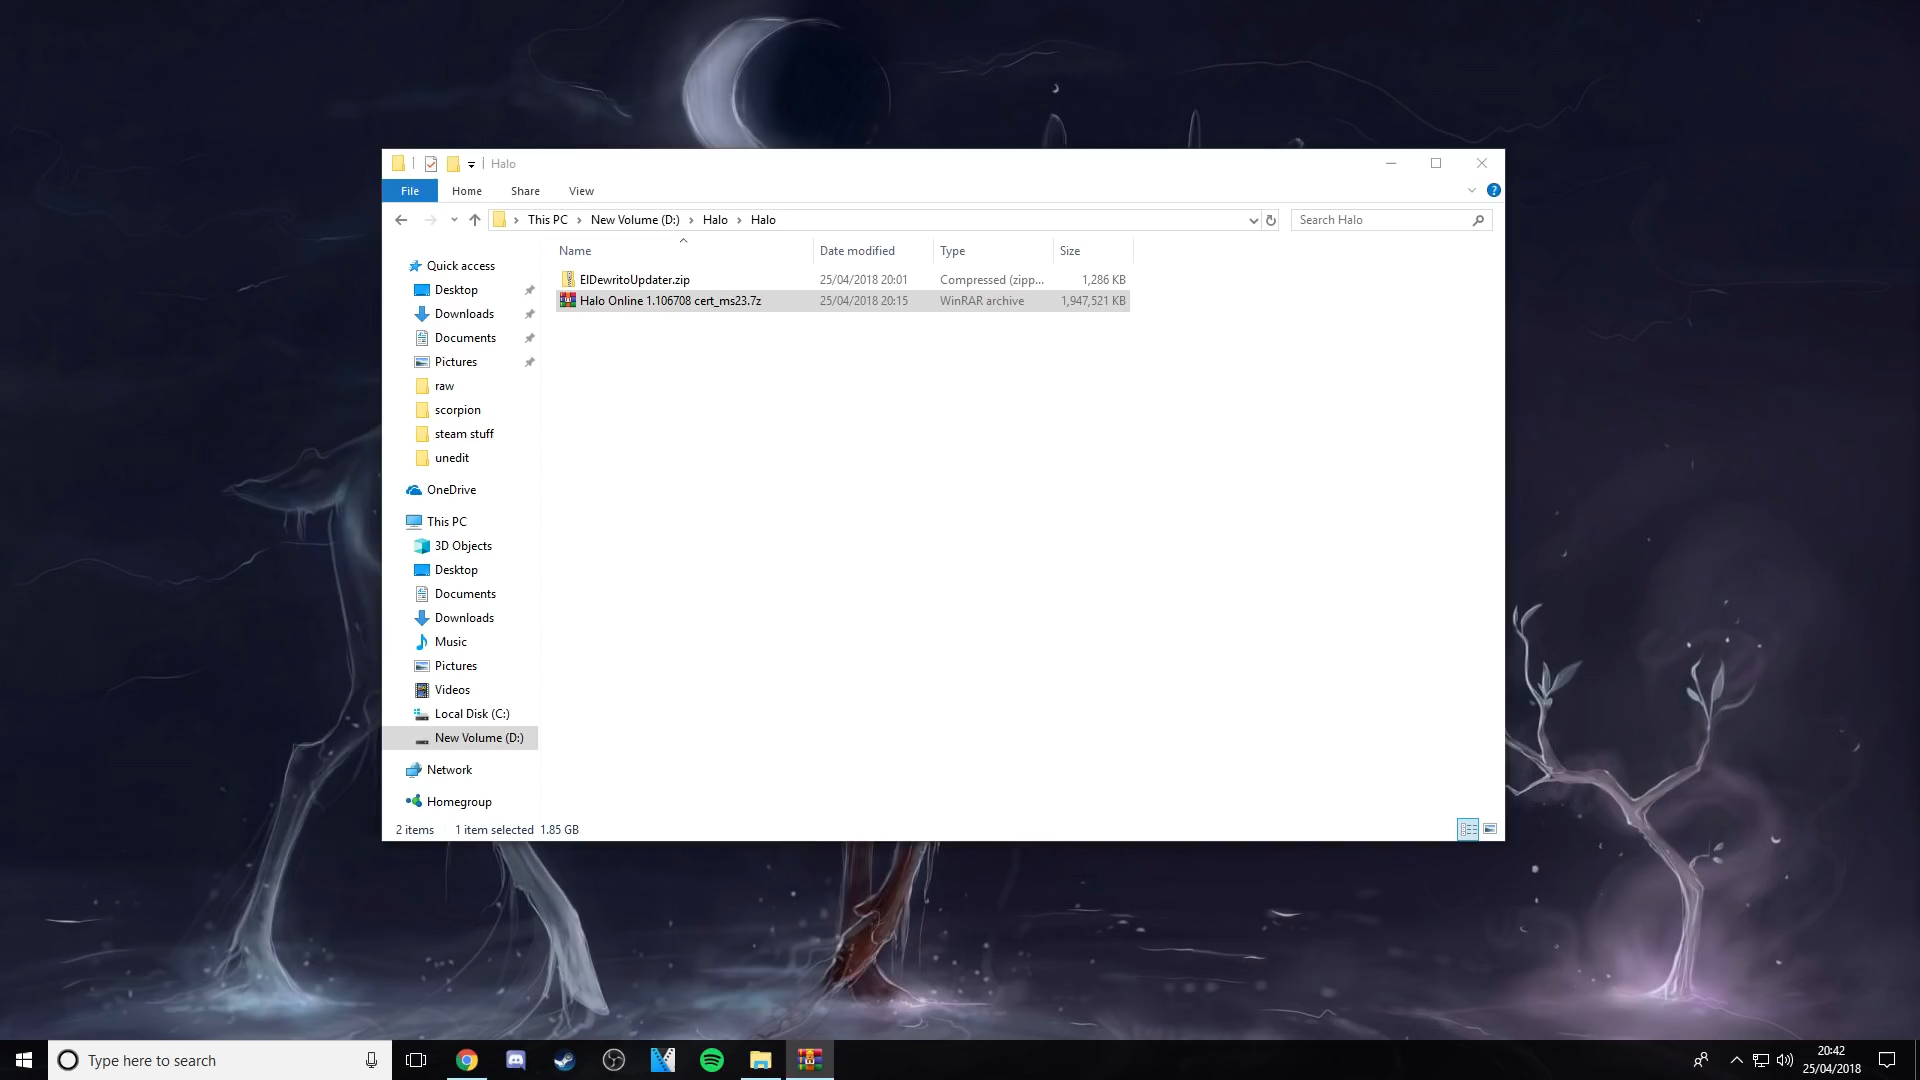 Halo
File Home Share View
This PC New Volume (D:) Halo Halo
Search Halo
Name Date modified Type Size
ElDewritoUpdater.zip 25/04/2018 20:01 Compressed (zipp... 1,286 KB
Halo Online 1.106708 cert_ms23.7z 25/04/2018 20:15 WinRAR archive 1,947,521 KB
Quick access
Desktop
Downloads
Documents
Pictures
raw
scorpion
steam stuff
unedit
OneDrive
This PC
3D Objects
Desktop
Documents
Downloads
Music
Pictures
Videos
Local Disk (C:)
New Volume (D:)
Network
Homegroup
2 items 1 item selected 1.85 GB
Type here to search
20:42
25/04/2018